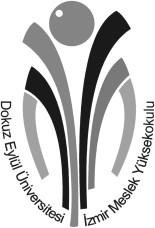 Dokuz Eylül Üniversitesi
İzmir Meslek Yüksekokulu